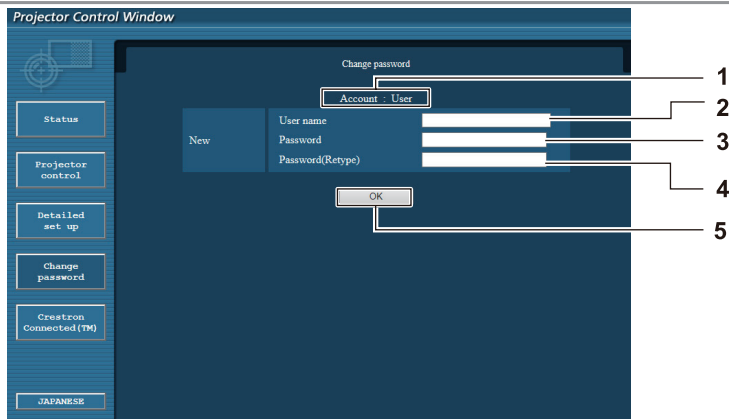 Projector Control Window
Change password
1
Account : User
2
Status
User name
New
Password
3
Password(Retype)
Projector
control
4
OK
Detailed
set up
5
Change
password
Crestron
Connected(TM)
JAPANESE